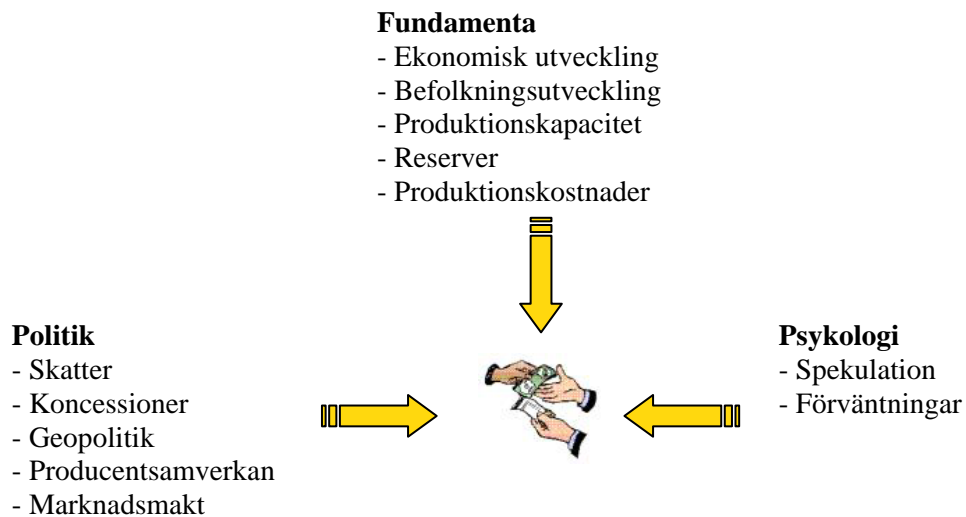 Fundamenta
- Ekonomisk utveckling
- Befolkningsutveckling
- Produktionskapacitet
- Reserver
- Produktionskostnader
Politik
- Skatter
- Koncessioner
- Geopolitik
- Producentsamverkan
- Marknadsmakt
Psykologi
- Spekulation
- Förväntningar